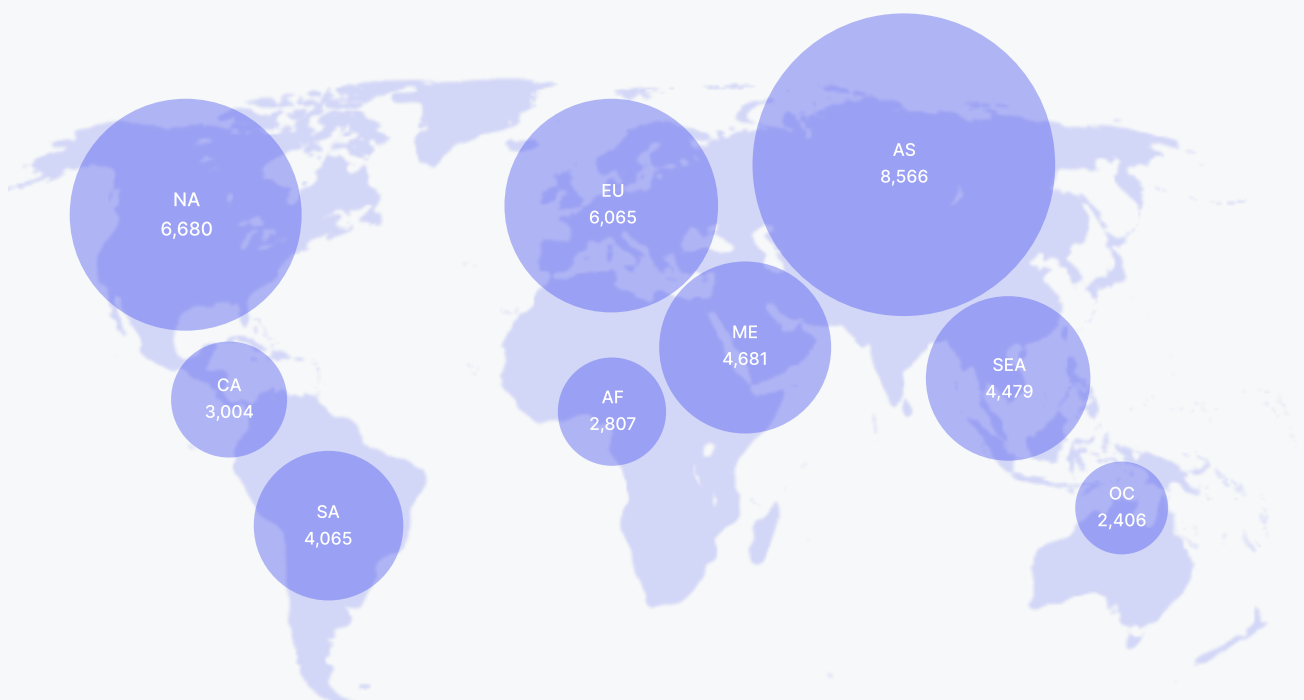 AS
8,566
NA
6,680
EU
6,065
ME
4,681
SEA
4,479
CA
3,004
AF
2,807
SA
4,065
OC
2,406